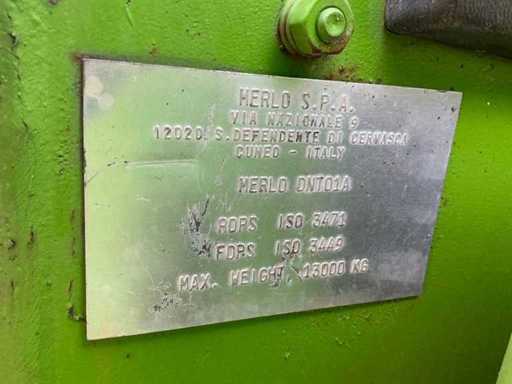 MERLO S.P.A.
VIA NAZIONALE 9
12020 S.DEFENDENTE DI CERVASCA
CUNEO - ITALY
MERLO DNT01A
ROPS ISO 3471
FOPS ISO 3449
MAX. WEIGHT. 13000 KG